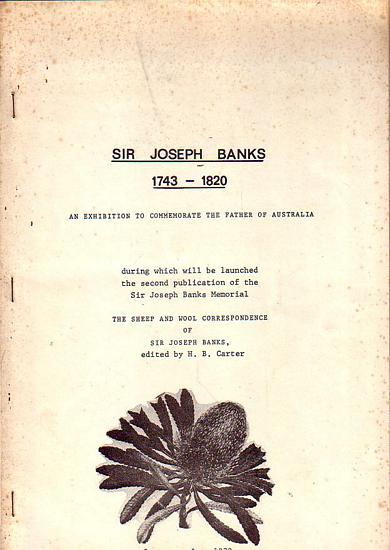 SIR JOSEPH BANKS
1743 – 1820
AN EXHIBITION TO COMMEMORATE THE FATHER OF AUSTRALIA
during which will be launched
the second publication of the
Sir Joseph Banks Memorial
THE SHEEP AND WOOL CORRESPONDENCE
OF
SIR JOSEPH BANKS,
edited by H. B. Carter